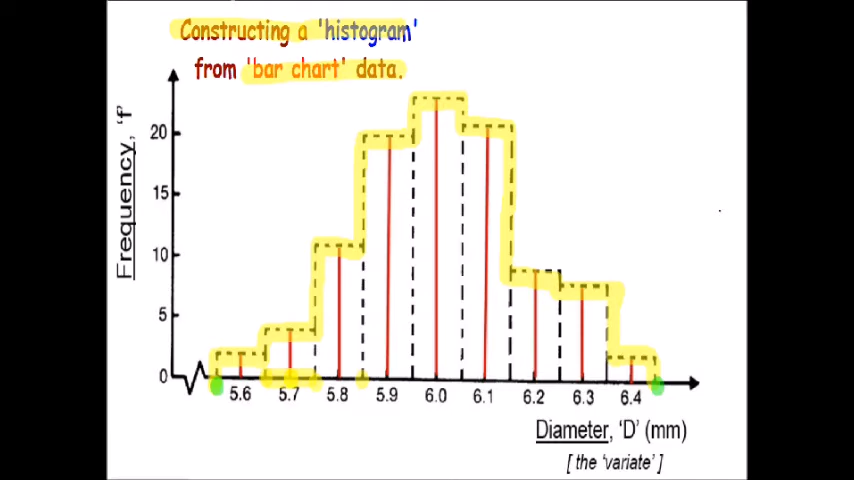 Constructing a 'histogram'
from 'bar chart' data.
Frequency, 'f'
20
15
10
5
0
5.6 5.7 5.8 5.9 6.0 6.1 6.2 6.3 6.4
Diameter, 'D' (mm)
[ the 'variate' ]